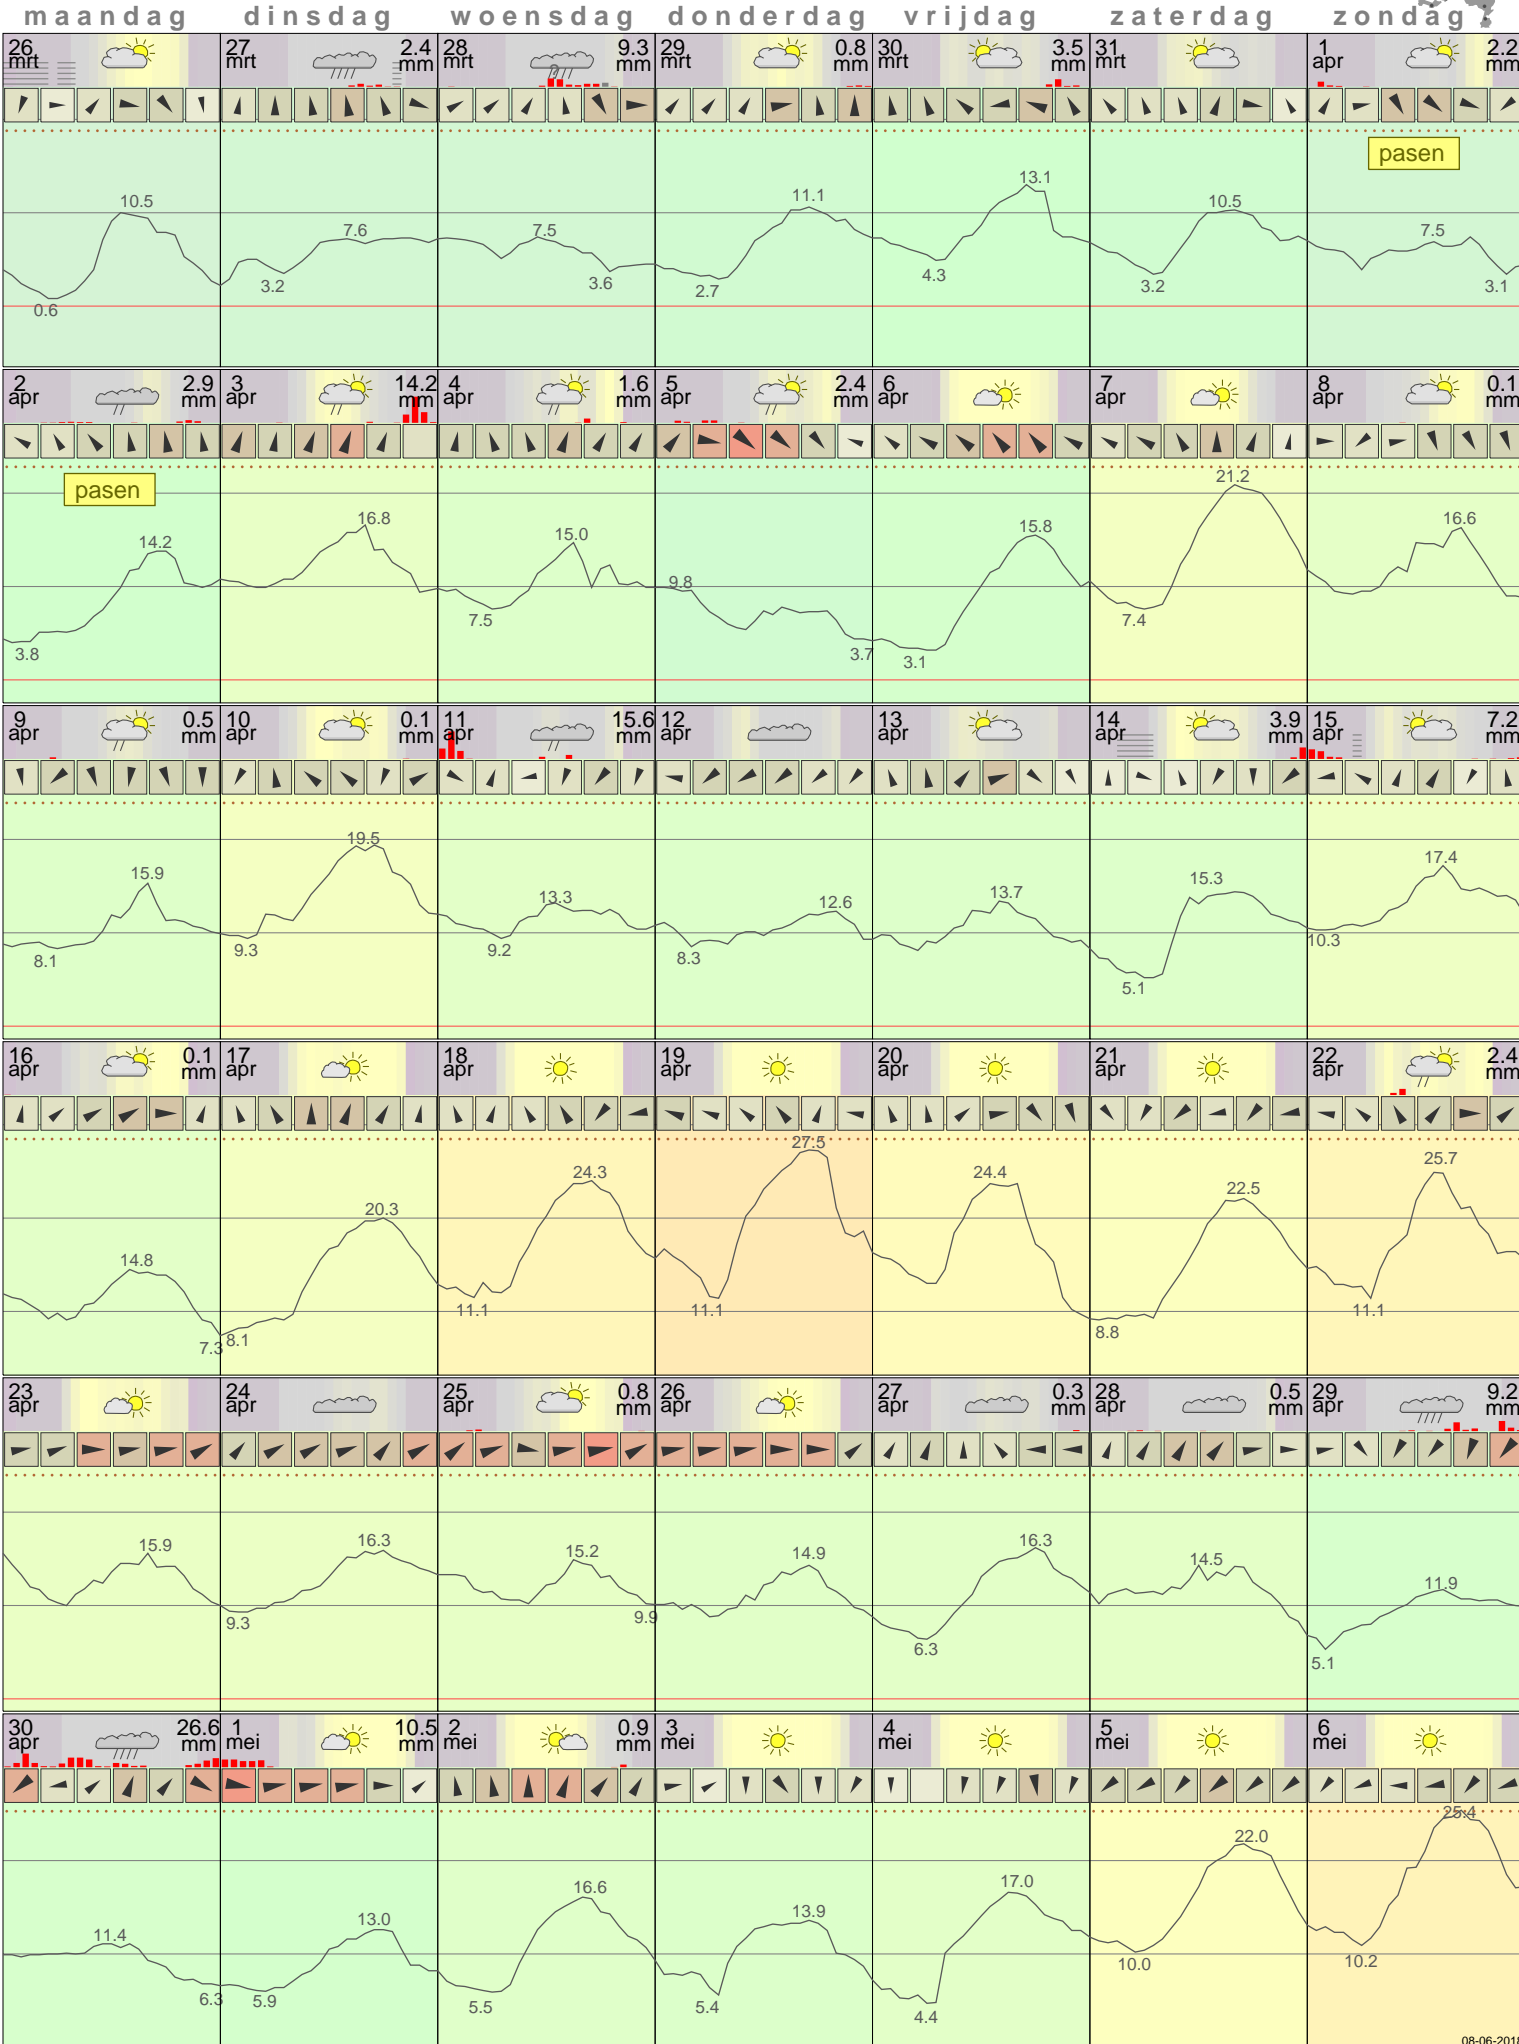 maandag dinsdag woensdag donderdag vrijdag zaterdag zondag
26 27 2.4 28 9.3 29 0.8 30 3.5 31 1 2.2
mrt mrt mm mrt mm mrt mm mrt mm mrt apr mm
pasen
10.5 7.6 7.5 11.1 13.1 10.5 7.5
0.6 3.2 3.6 2.7 4.3 3.2 3.1
2 2.9 3 14.2 4 1.6 5 2.4 6 7 8 0.1
apr mm apr mm apr mm apr mm apr apr apr mm
pasen
14.2 16.8 15.0 9.8 15.8 21.2 16.6
3.8 7.5 3.7 3.1 7.4
9 0.5 10 0.1 11 15.6 12 13 14 3.9 15 7.2
apr mm apr mm apr mm apr apr apr mm apr mm
15.9 19.5 13.3 12.6 13.7 15.3 17.4
8.1 9.3 9.2 8.3 5.1 10.3
16 0.1 17 18 19 20 21 22 2.4
apr mm apr apr apr apr apr apr mm
14.8 20.3 24.3 27.5 24.4 22.5 25.7
7.3 8.1 11.1 11.1 8.8 11.1
23 24 25 0.8 26 27 0.3 28 0.5 29 9.2
apr apr apr mm apr apr mm apr mm apr mm
15.9 16.3 15.2 14.9 16.3 14.5 11.9
9.3 9.9 6.3 5.1
30 26.6 1 10.5 2 0.9 3 4 5 6
apr mm mei mm mei mm mei mei mei mei
11.4 13.0 16.6 13.9 17.0 22.0 25.4
6.3 5.9 5.5 5.4 4.4 10.0 10.2
08-06-2018